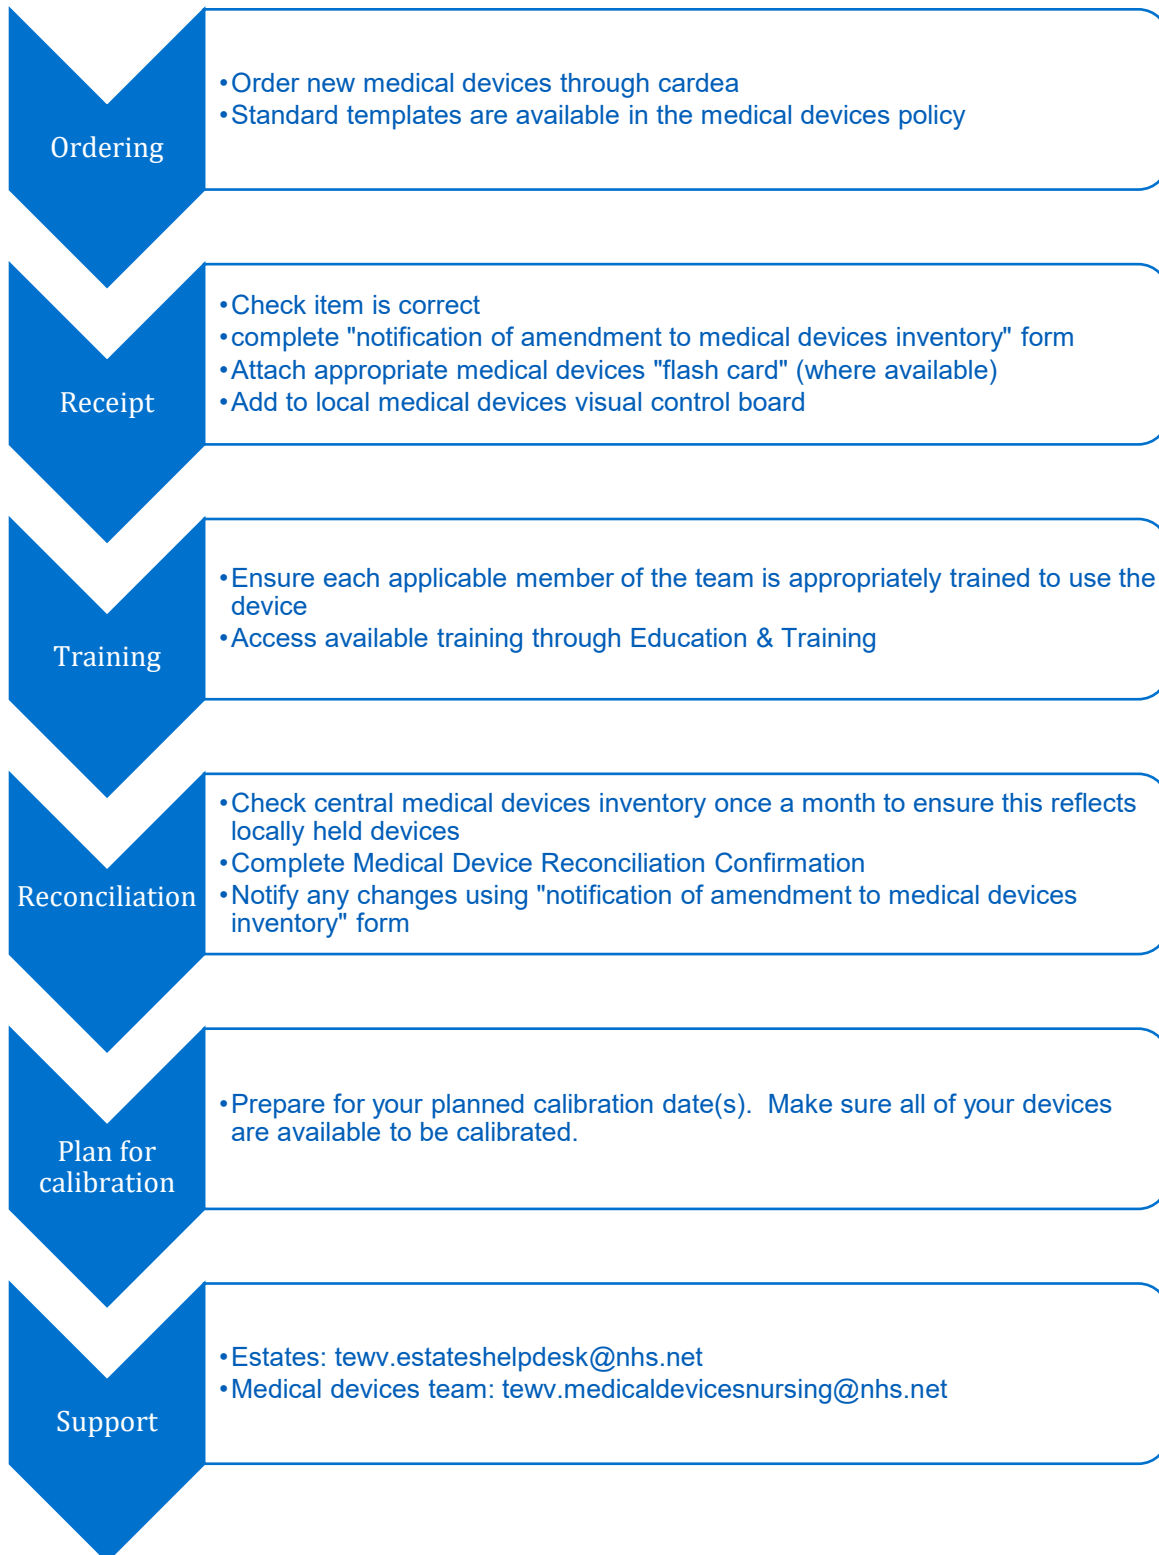 Ordering
•Order new medical devices through cardea
•Standard templates are available in the medical devices policy
Receipt
•Check item is correct
•complete "notification of amendment to medical devices inventory" form
•Attach appropriate medical devices "flash card" (where available)
•Add to local medical devices visual control board
Training
•Ensure each applicable member of the team is appropriately trained to use the
device
•Access available training through Education & Training
Reconciliation
•Check central medical devices inventory once a month to ensure this reflects
locally held devices
•Complete Medical Device Reconciliation Confirmation
•Notify any changes using "notification of amendment to medical devices
inventory" form
Plan for
calibration
•Prepare for your planned calibration date(s).  Make sure all of your devices
are available to be calibrated.
Support
•Estates: tewv.estateshelpdesk@nhs.net
•Medical devices team: tewv.medicaldevicesnursing@nhs.net